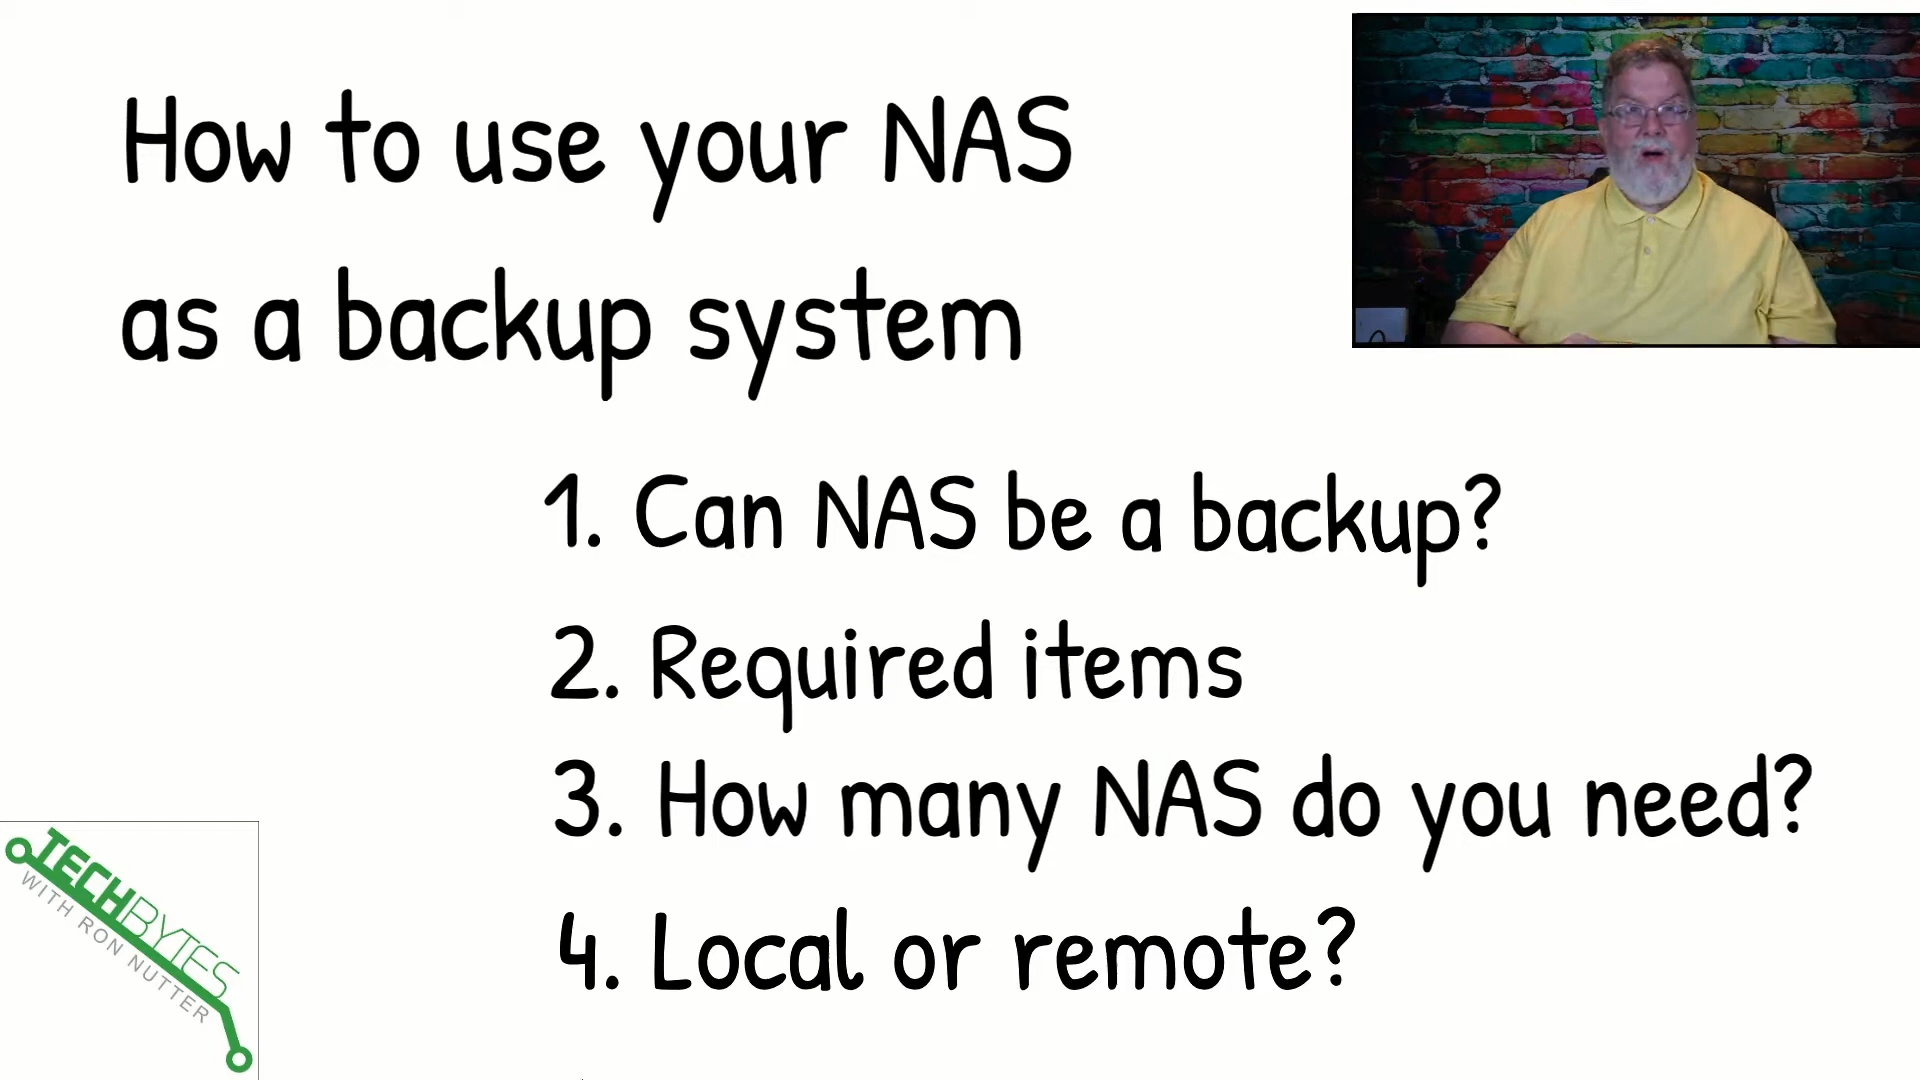 How to use your NAS
as a backup system
1. Can NAS be a backup?
2. Required items
3. How many NAS do you need?
4. Local or remote?
TECHBYTES
WITH RON NUTTER